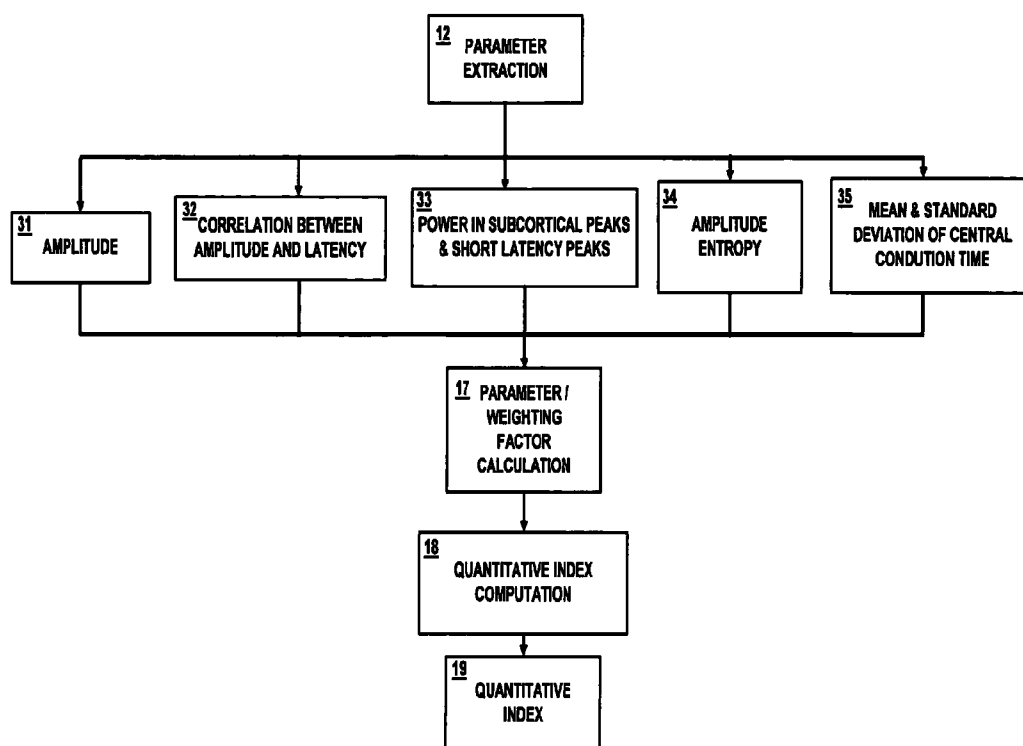 12
PARAMETER
EXTRACTION
31
AMPLITUDE
32
CORRELATION BETWEEN
AMPLITUDE AND LATENCY
33
POWER IN SUBCORTICAL PEAKS
& SHORT LATENCY PEAKS
34
AMPLITUDE
ENTROPY
35
MEAN & STANDARD
DEVIATION OF CENTRAL
CONDUTION TIME
17
PARAMETER /
WEIGHTING
FACTOR
CALCULATION
18
QUANTITATIVE INDEX
COMPUTATION
19
QUANTITATIVE
INDEX